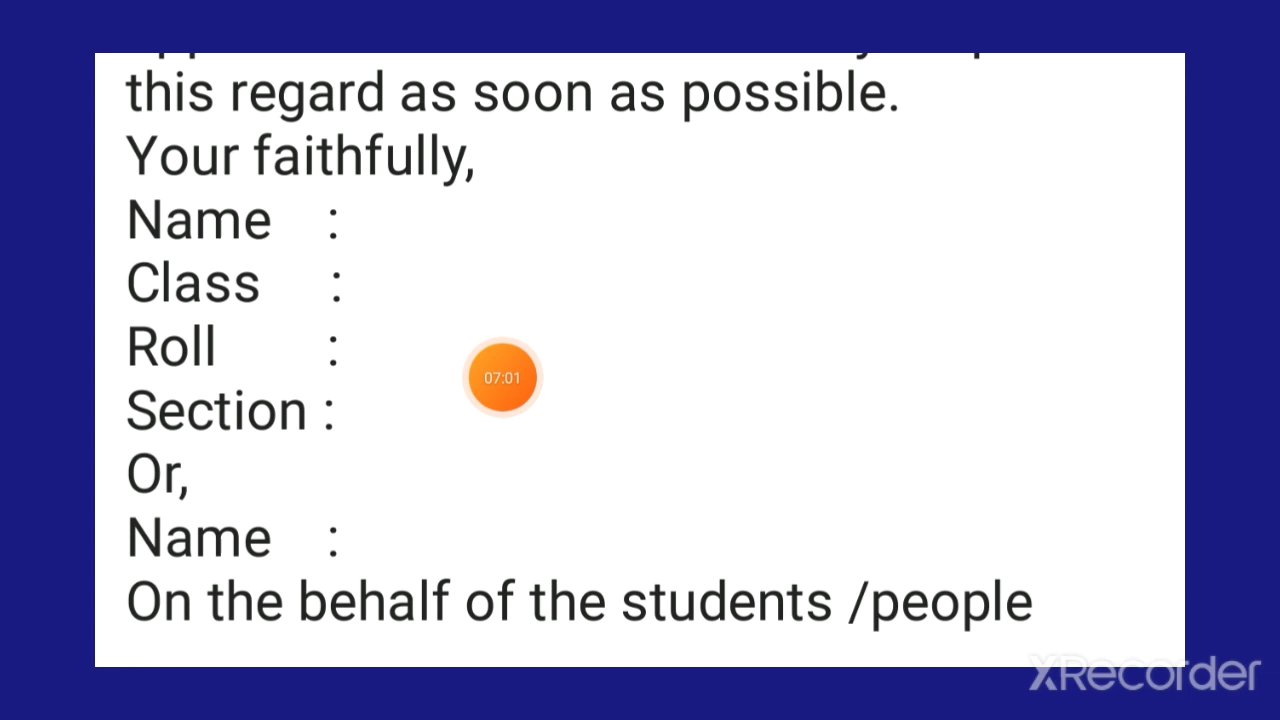 this regard as soon as possible.
Your faithfully,
Name :
Class :
Roll :
07:01
Section :
Or,
Name :
On the behalf of the students /people
XRecorder